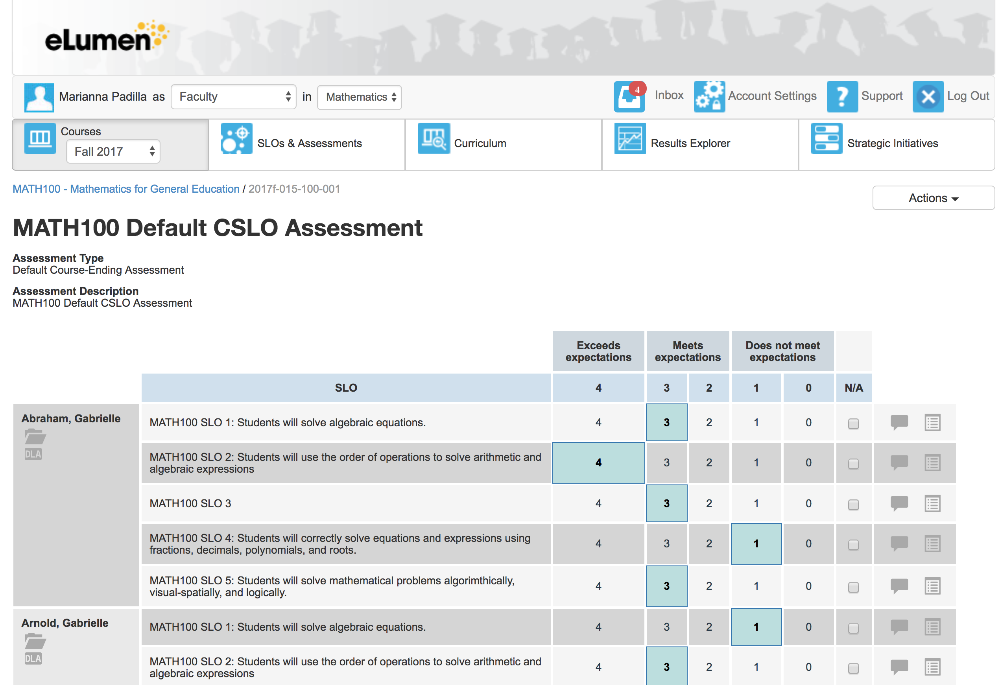 eLumen
Marianna Padilla as Faculty in Mathematics 4 Inbox Account Settings ? Support Log Out
Courses
Fall 2017
SLOs & Assessments
Curriculum
Results Explorer
Strategic Initiatives
MATH100 - Mathematics for General Education / 2017f-015-100-001
Actions
MATH100 Default CSLO Assessment
Assessment Type
Default Course-Ending Assessment
Assessment Description
MATH100 Default CSLO Assessment
Exceeds
expectations
Meets
expectations
Does not meet
expectations
SLO 4 3 2 1 0 N/A
Abraham, Gabrielle
DLA
MATH100 SLO 1: Students will solve algebraic equations. 4 3 2 1 0
MATH100 SLO 2: Students will use the order of operations to solve arithmetic and
algebraic expressions
4 3 2 1 0
MATH100 SLO 3 4 3 2 1 0
MATH100 SLO 4: Students will correctly solve equations and expressions using
fractions, decimals, polynomials, and roots.
4 3 2 1 0
MATH100 SLO 5: Students will solve mathematical problems algorimthically,
visual-spatially, and logically.
4 3 2 1 0
Arnold, Gabrielle
DLA
MATH100 SLO 1: Students will solve algebraic equations. 4 3 2 1 0
MATH100 SLO 2: Students will use the order of operations to solve arithmetic and
algebraic expressions
4 3 2 1 0